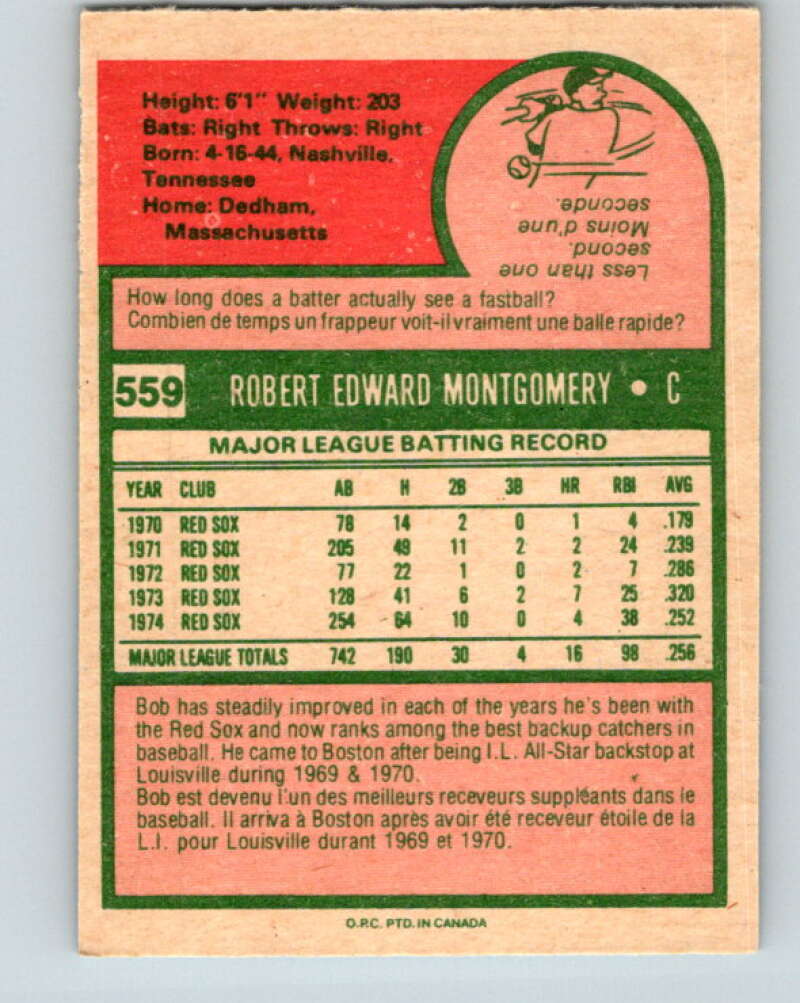 Height: 6'1" Weight: 203
Bats: Right Throws: Right
Born: 4-16-44, Nashville,
Tennessee
Home: Dedham,
Massachusetts
Less than one
second.
Moins d'une
seconde.
How long does a batter actually see a fastball?
Combien de temps un frappeur voit-il vraiment une balle rapide?
559 ROBERT EDWARD MONTGOMERY • C
MAJOR LEAGUE BATTING RECORD
YEAR CLUB AB H 2B 3B HR RBI AVG
1970 RED SOX 78 14 2 0 1 4 .179
1971 RED SOX 205 49 11 2 2 24 .239
1972 RED SOX 77 22 1 0 2 7 .286
1973 RED SOX 128 41 6 2 7 25 .320
1974 RED SOX 254 64 10 0 4 38 .252
MAJOR LEAGUE TOTALS 742 190 30 4 16 98 .256
Bob has steadily improved in each of the years he's been with
the Red Sox and now ranks among the best backup catchers in
baseball. He came to Boston after being I.L. All-Star backstop at
Louisville during 1969 & 1970.
Bob est devenu l'un des meilleurs receveurs suppléants dans le
baseball. Il arriva à Boston après avoir été receveur étoile de la
L.I. pour Louisville durant 1969 et 1970.
O.P.C. PTD. IN CANADA